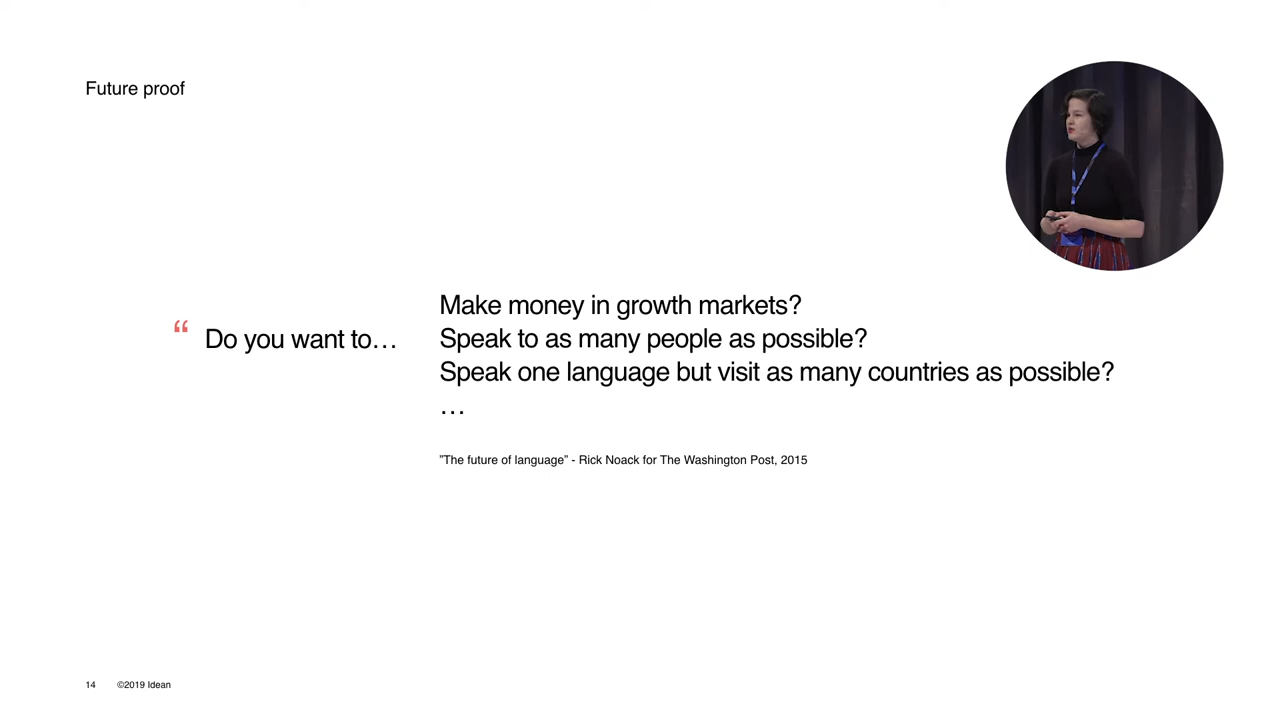 Future proof
“ Do you want to…
Make money in growth markets?
Speak to as many people as possible?
Speak one language but visit as many countries as possible?
…
”The future of language” - Rick Noack for The Washington Post, 2015
14 ©2019 Idean